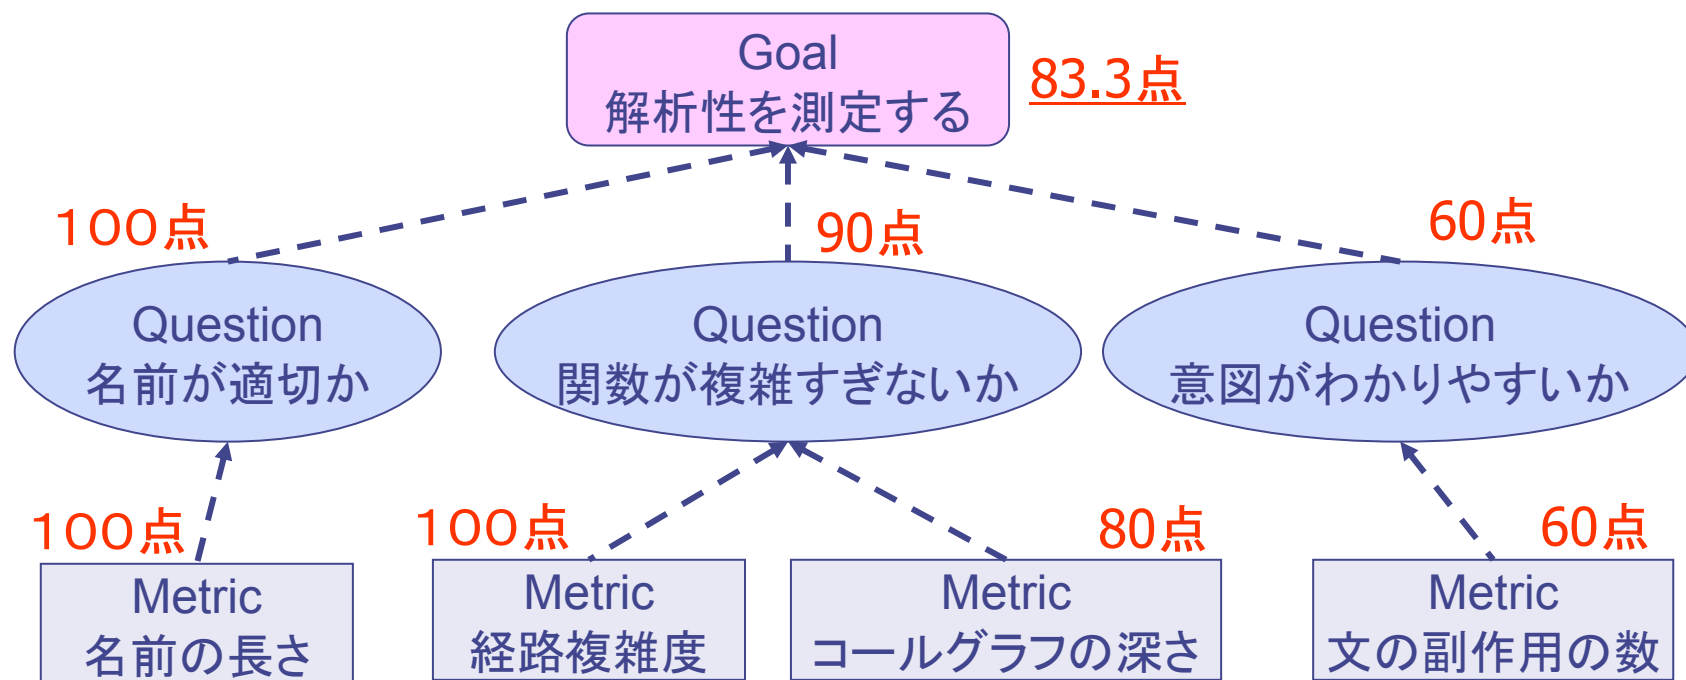 Goal
解析性を測定する
83.3点
１００点
90点
60点
Question
名前が適切か
Question
関数が複雑すぎないか
Question
意図がわかりやすいか
１００点
１００点
80点
60点
Metric
名前の長さ
Metric
経路複雑度
Metric
コールグラフの深さ
Metric
文の副作用の数